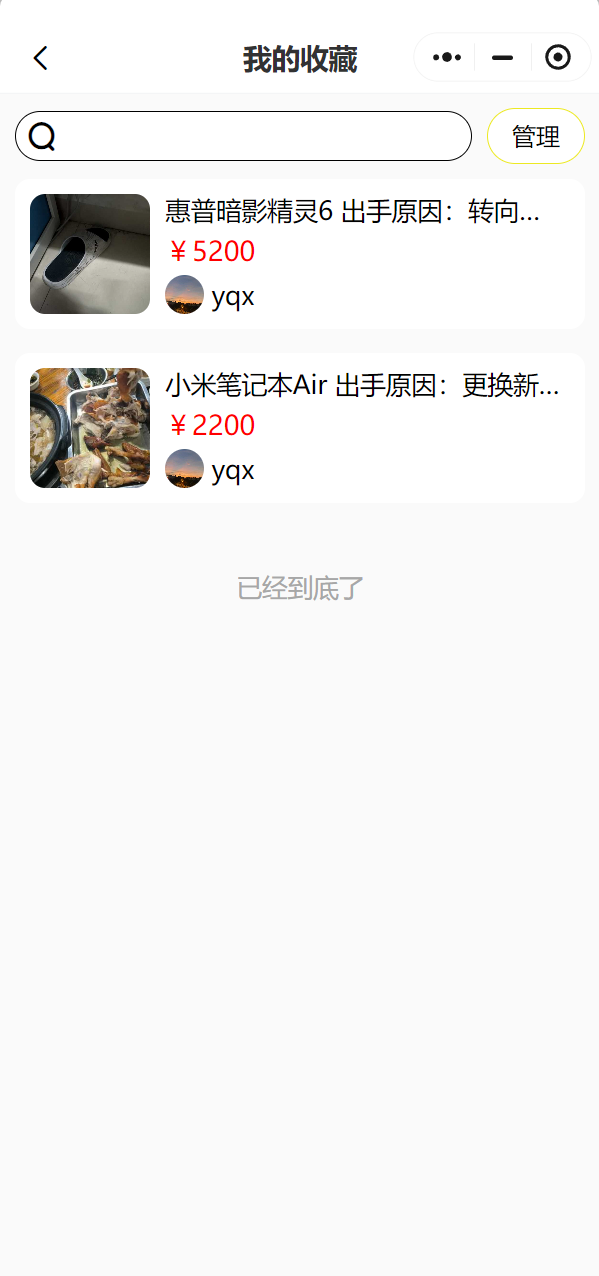 我的收藏
管理
惠普暗影精灵6 出手原因：转向...
￥5200
yqx
小米笔记本Air 出手原因：更换新...
￥2200
yqx
已经到底了